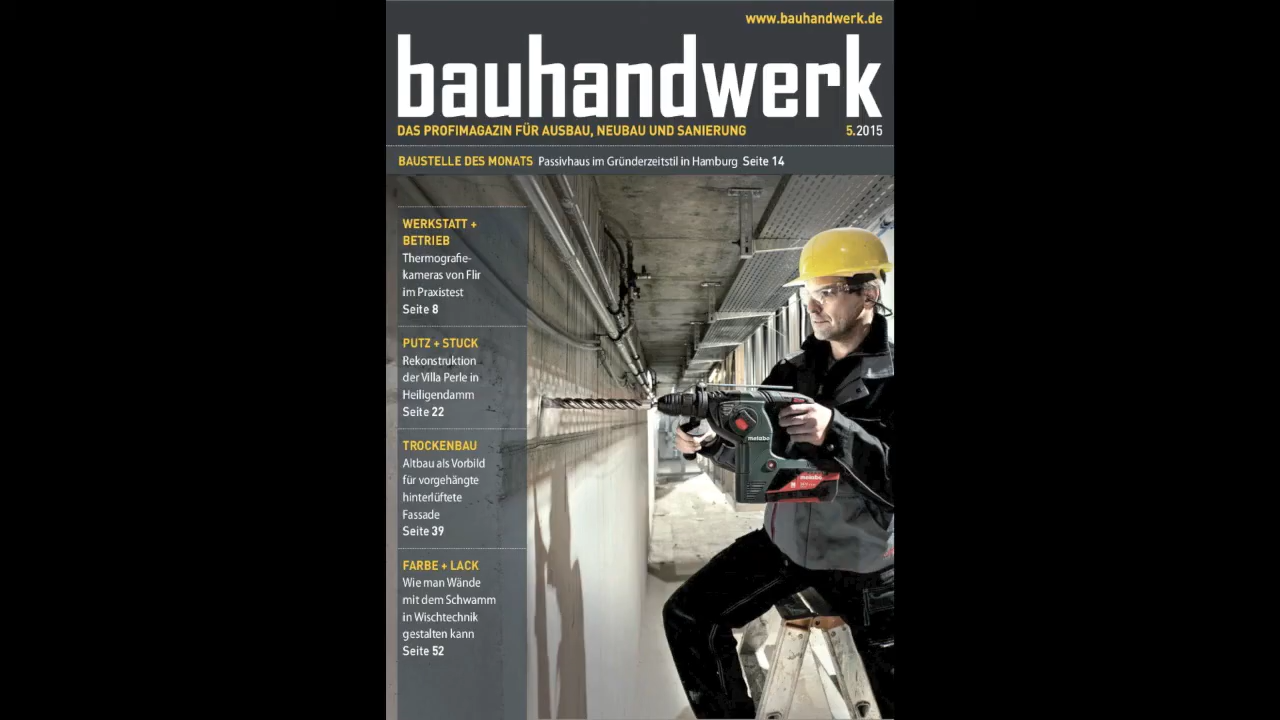 www.bauhandwerk.de
bauhandwerk
DAS PROFIMAGAZIN FÜR AUSBAU, NEUBAU UND SANIERUNG 5.2015
BAUSTELLE DES MONATS Passivhaus im Gründerzeitstil in Hamburg Seite 14
WERKSTATT +
BETRIEB
Thermografie-
kameras von Flir
im Praxistest
Seite 8
PUTZ + STUCK
Rekonstruktion
der Villa Perle in
Heiligendamm
Seite 22
TROCKENBAU
Altbau als Vorbild
für vorgehängte
hinterlüftete
Fassade
Seite 39
FARBE + LACK
Wie man Wände
mit dem Schwamm
in Wischtechnik
gestalten kann
Seite 52
metabo
metabo